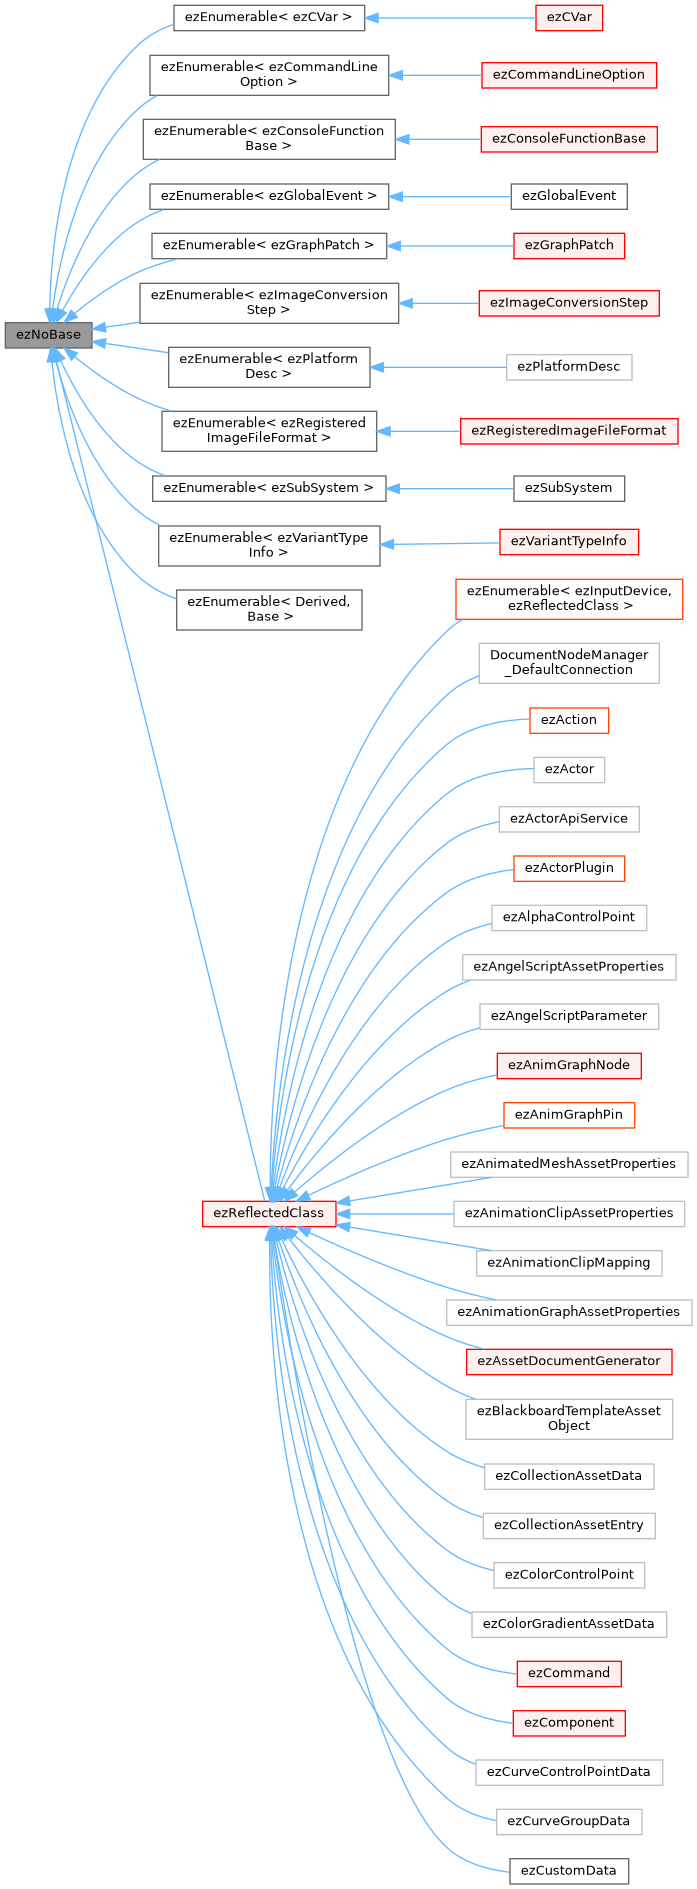 ezEnumerable< ezCVar >
ezCVar
ezEnumerable< ezCommandLine
Option >
ezCommandLineOption
ezEnumerable< ezConsoleFunction
Base >
ezConsoleFunctionBase
ezEnumerable< ezGlobalEvent >
ezGlobalEvent
ezEnumerable< ezGraphPatch >
ezGraphPatch
ezEnumerable< ezImageConversion
Step >
ezImageConversionStep
ezNoBase
ezEnumerable< ezPlatform
Desc >
ezPlatformDesc
ezEnumerable< ezRegistered
ImageFileFormat >
ezRegisteredImageFileFormat
ezEnumerable< ezSubSystem >
ezSubSystem
ezEnumerable< ezVariantType
Info >
ezVariantTypeInfo
ezEnumerable< Derived,
Base >
ezEnumerable< ezInputDevice,
ezReflectedClass >
DocumentNodeManager
_DefaultConnection
ezAction
ezActor
ezActorApiService
ezActorPlugin
ezAlphaControlPoint
ezAngelScriptAssetProperties
ezAngelScriptParameter
ezAnimGraphNode
ezAnimGraphPin
ezAnimatedMeshAssetProperties
ezReflectedClass
ezAnimationClipAssetProperties
ezAnimationClipMapping
ezAnimationGraphAssetProperties
ezAssetDocumentGenerator
ezBlackboardTemplateAsset
Object
ezCollectionAssetData
ezCollectionAssetEntry
ezColorControlPoint
ezColorGradientAssetData
ezCommand
ezComponent
ezCurveControlPointData
ezCurveGroupData
ezCustomData